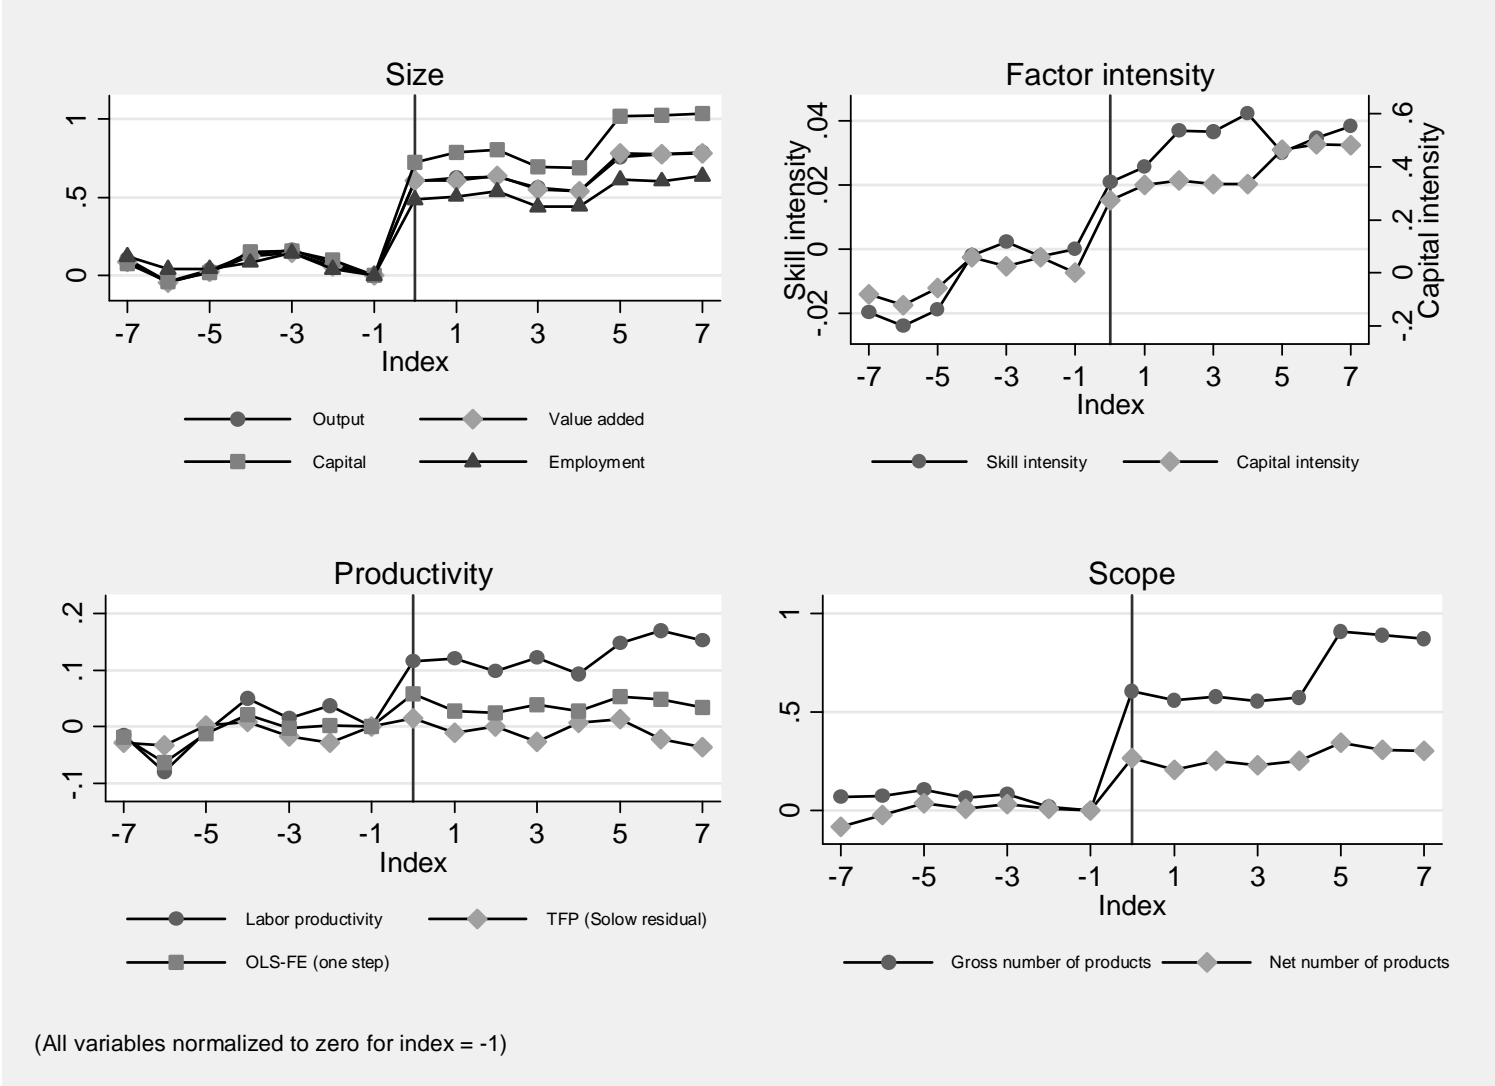 Size
1
.5
0
-7 -5 -3 -1 1 3 5 7
Index
Output Value added
Capital Employment
Factor intensity
Skill intensity
.04
.02
0
-.02
Capital intensity
.6
.4
.2
0
-.2
-7 -5 -3 -1 1 3 5 7
Index
Skill intensity Capital intensity
Productivity
.2
.1
0
-.1
-7 -5 -3 -1 1 3 5 7
Index
Labor productivity TFP (Solow residual)
OLS-FE (one step)
Scope
1
.5
0
-7 -5 -3 -1 1 3 5 7
Index
Gross number of products Net number of products
(All variables normalized to zero for index = -1)